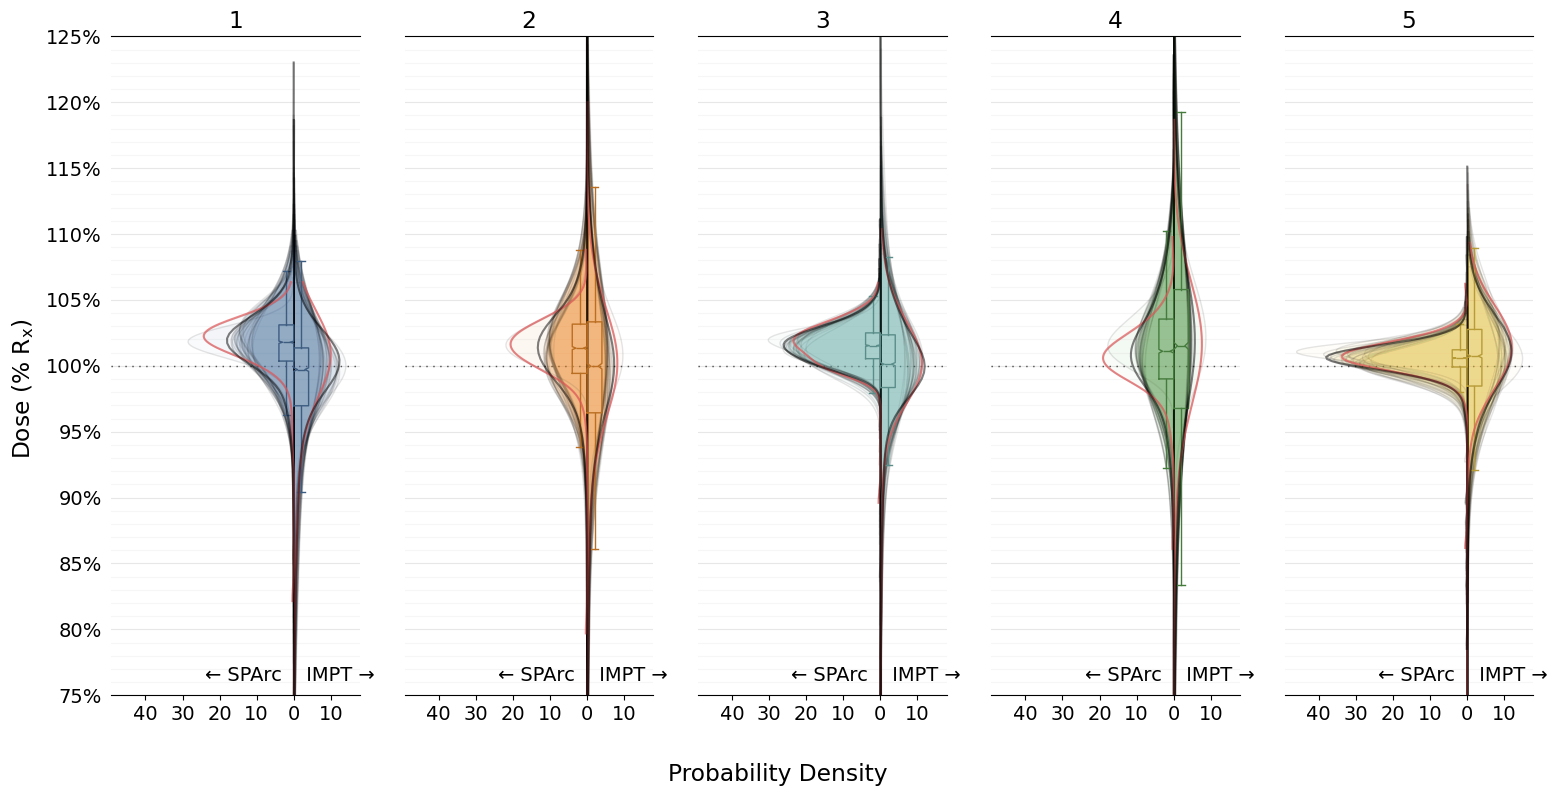 1 2 3 4 5
125%
120%
115%
110%
105%
100%
95%
90%
85%
80%
75%
Dose (% Rx)
← SPArc IMPT → ← SPArc IMPT → ← SPArc IMPT → ← SPArc IMPT → ← SPArc IMPT →
40 30 20 10 0 10 40 30 20 10 0 10 40 30 20 10 0 10 40 30 20 10 0 10 40 30 20 10 0 10
Probability Density